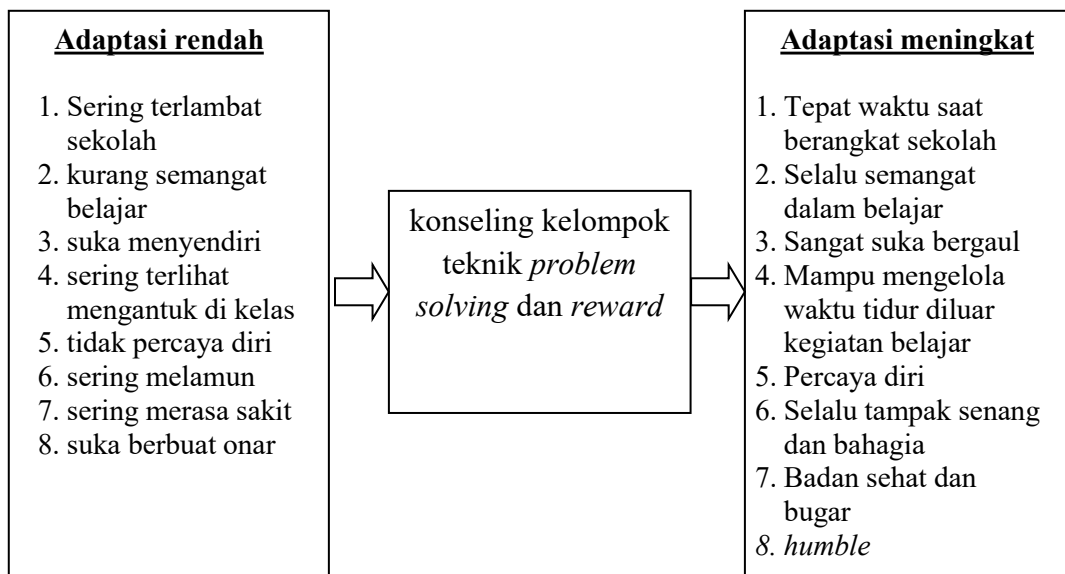 Adaptasi rendah
1. Sering terlambat
sekolah
2. kurang semangat
belajar
3. suka menyendiri
4. sering terlihat
mengantuk di kelas
5. tidak percaya diri
6. sering melamun
7. sering merasa sakit
8. suka berbuat onar
konseling kelompok
teknik problem
solving dan reward
Adaptasi meningkat
1. Tepat waktu saat
berangkat sekolah
2. Selalu semangat
dalam belajar
3. Sangat suka bergaul
4. Mampu mengelola
waktu tidur diluar
kegiatan belajar
5. Percaya diri
6. Selalu tampak senang
dan bahagia
7. Badan sehat dan
bugar
8. humble